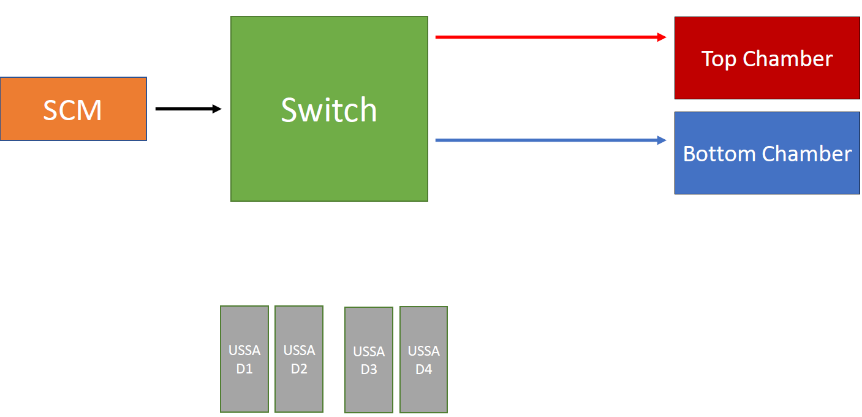 Top Chamber
SCM
Switch
Bottom Chamber
USSA
D1
USSA
D2
USSA
D3
USSA
D4